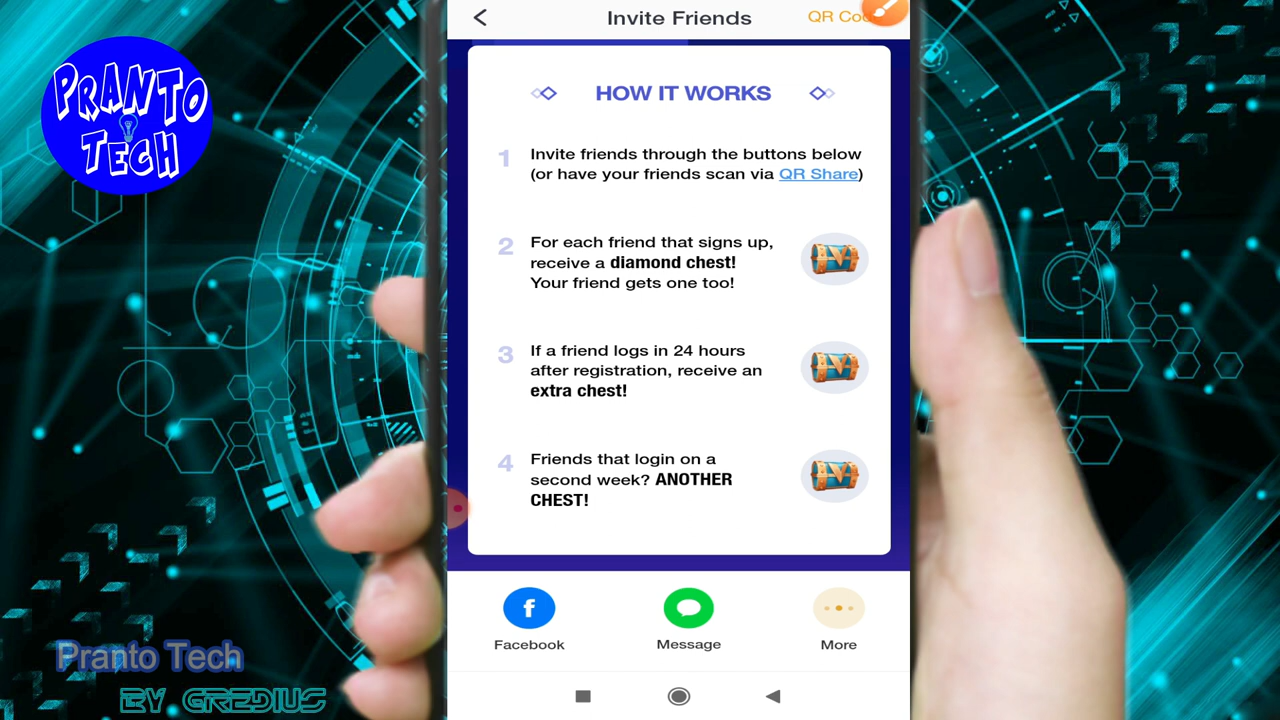 PRANTO
TECH
Invite Friends
QR Co
HOW IT WORKS
1 Invite friends through the buttons below
(or have your friends scan via QR Share)
2 For each friend that signs up,
receive a diamond chest!
Your friend gets one too!
3 If a friend logs in 24 hours
after registration, receive an
extra chest!
4 Friends that login on a
second week? ANOTHER
CHEST!
Facebook
Message
More
Pranto Tech
BY GREDIUS